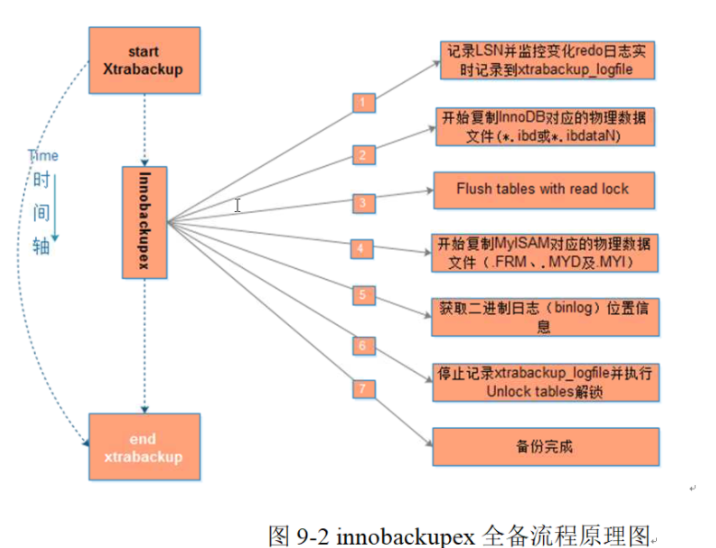 start
Xtrabackup
Time
时
间
轴
Innobackupex
end
xtrabackup
1
记录LSN并监控变化redo日志实
时记录到xtrabackup_logfile
2
开始复制InnoDB对应的物理数据
文件(*.ibd或*.ibdataN)
3
Flush tables with read lock
4
开始复制MyISAM对应的物理数据
文件（.FRM、.MYD及.MYI）
5
获取二进制日志（binlog）位置信
息
6
停止记录xtrabackup_logfile并执行
Unlock tables解锁
7
备份完成
图 9-2 innobackupex 全备流程原理图